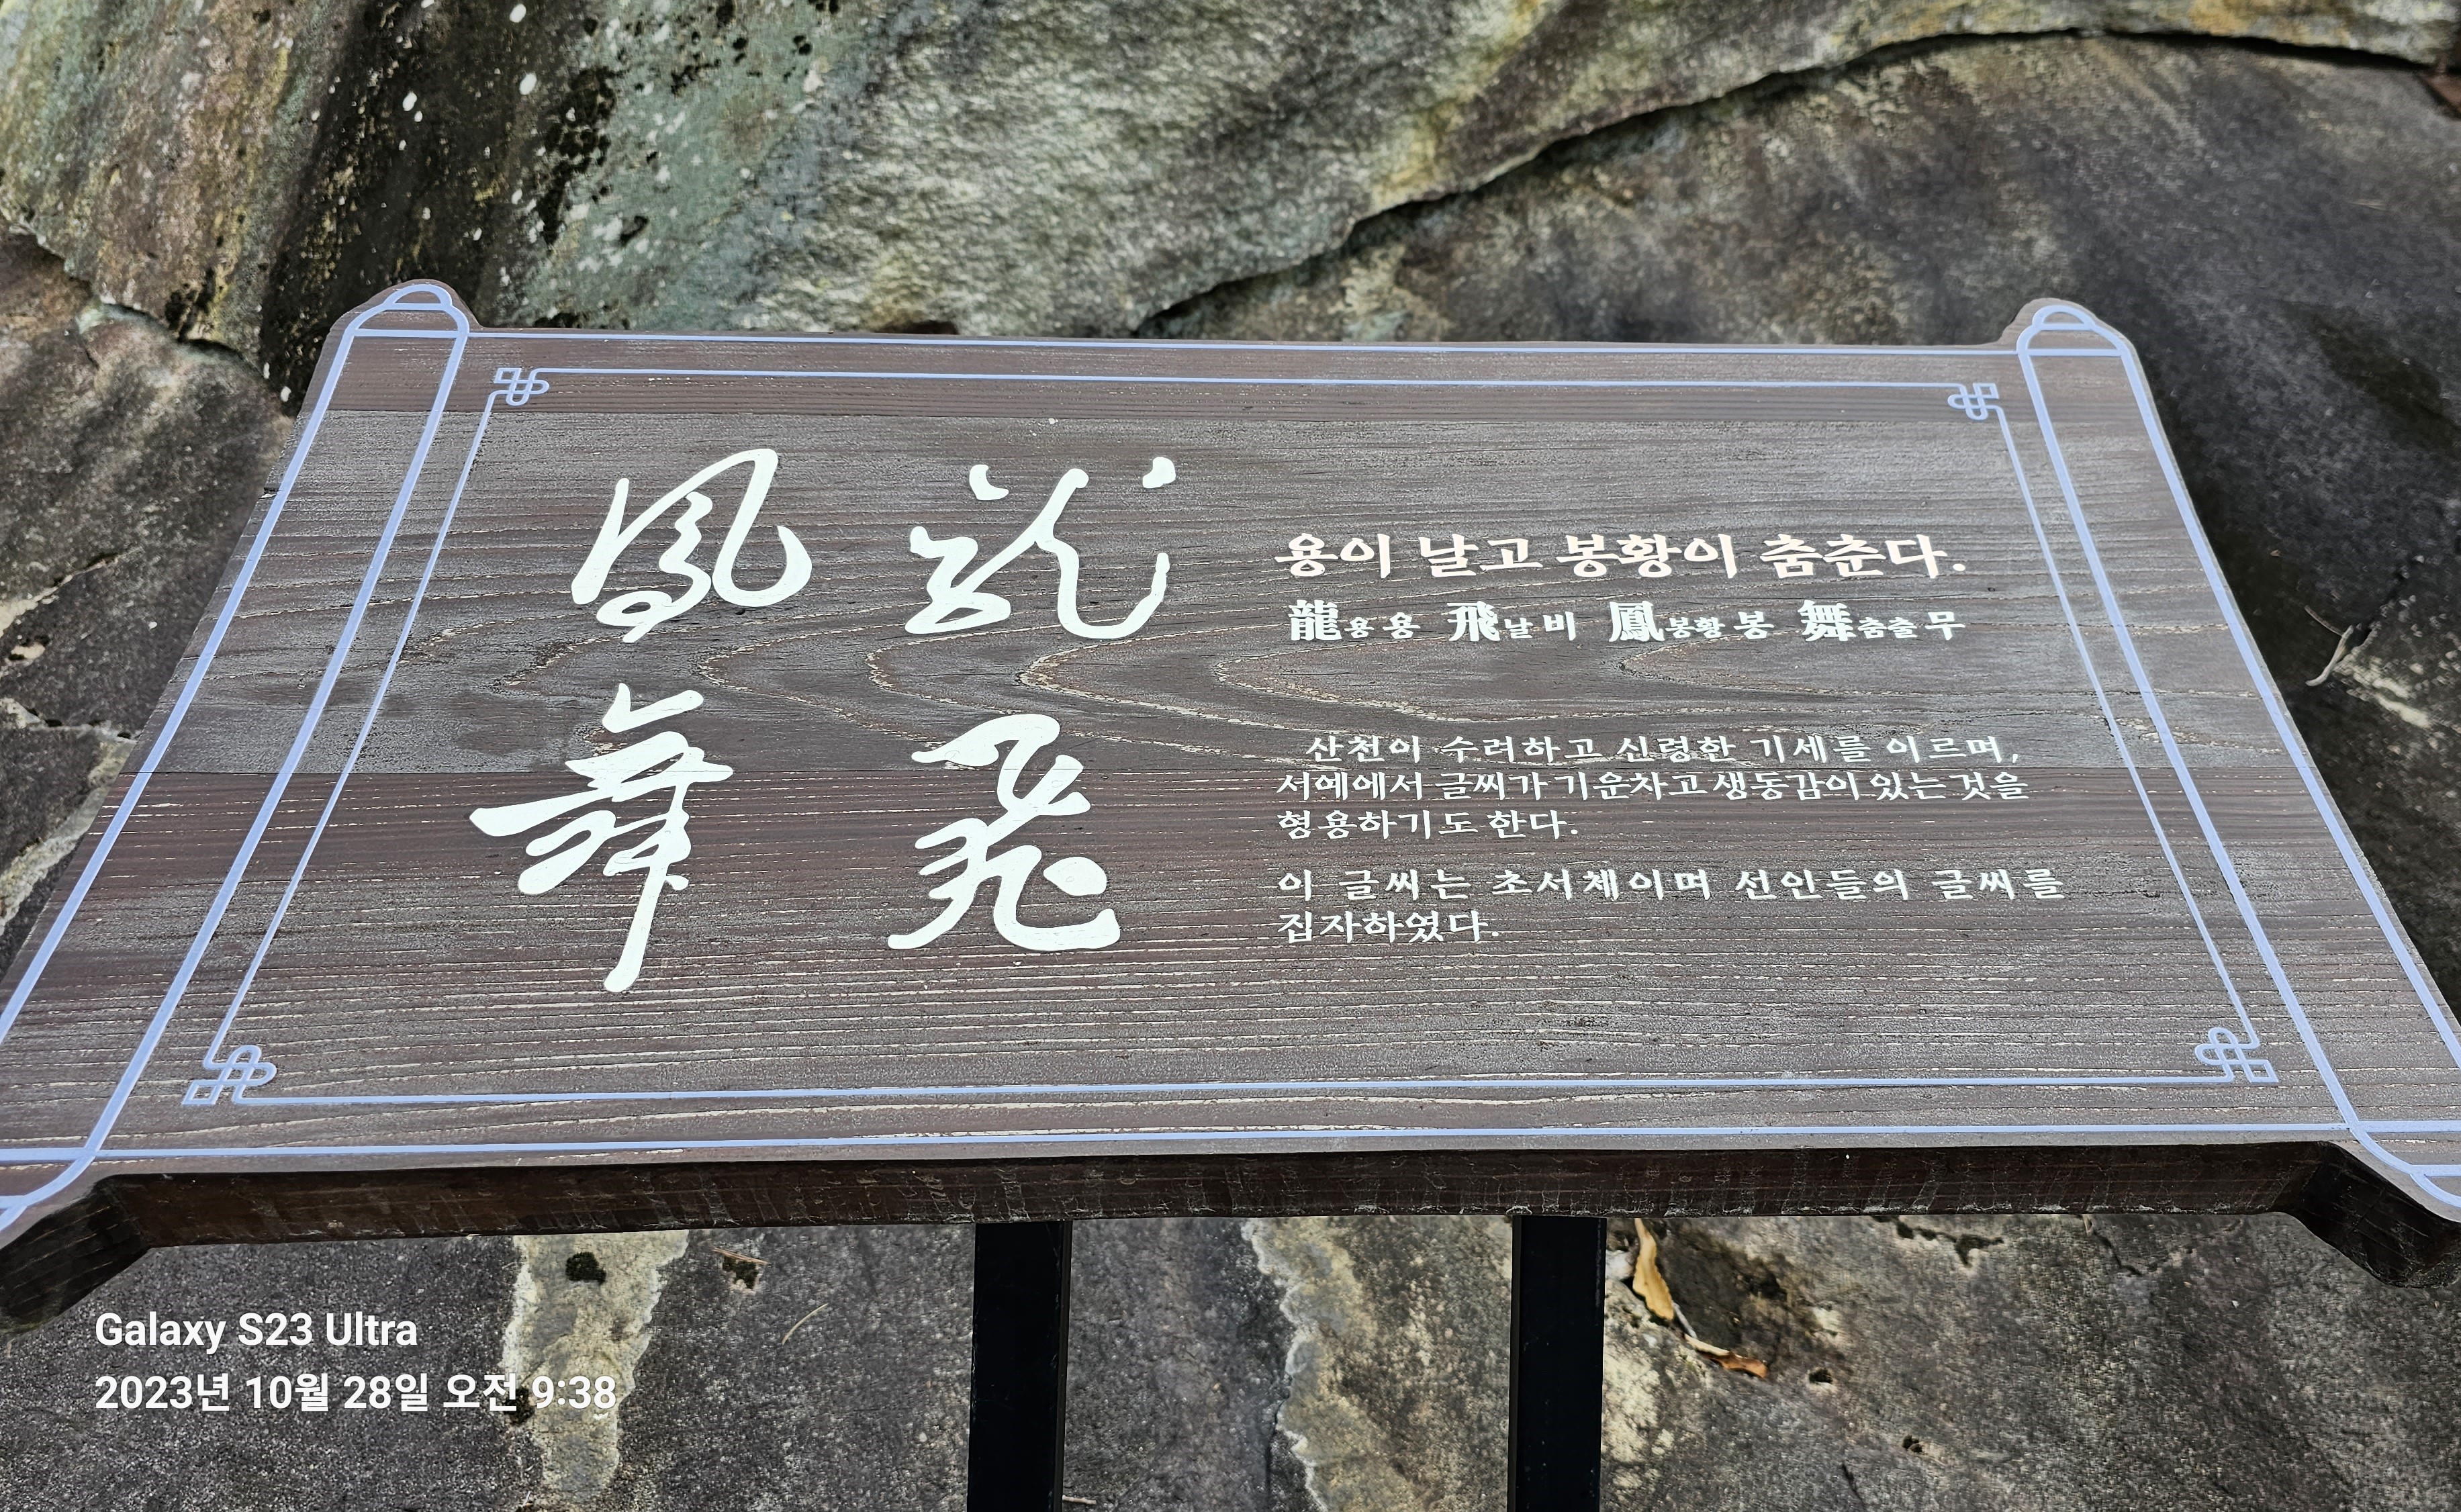 龍飛
鳳舞
용이 날고 봉황이 춤춘다.
龍용 용 飛날 비 鳳봉황 봉 舞춤출 무
산천이 수려하고 신령한 기세를 이르며,
서예에서 글씨가 기운차고 생동감이 있는 것을
형용하기도 한다.
이 글씨는 초서체이며 선인들의 글씨를
집자하였다.
Galaxy S23 Ultra
2023년 10월 28일 오전 9:38